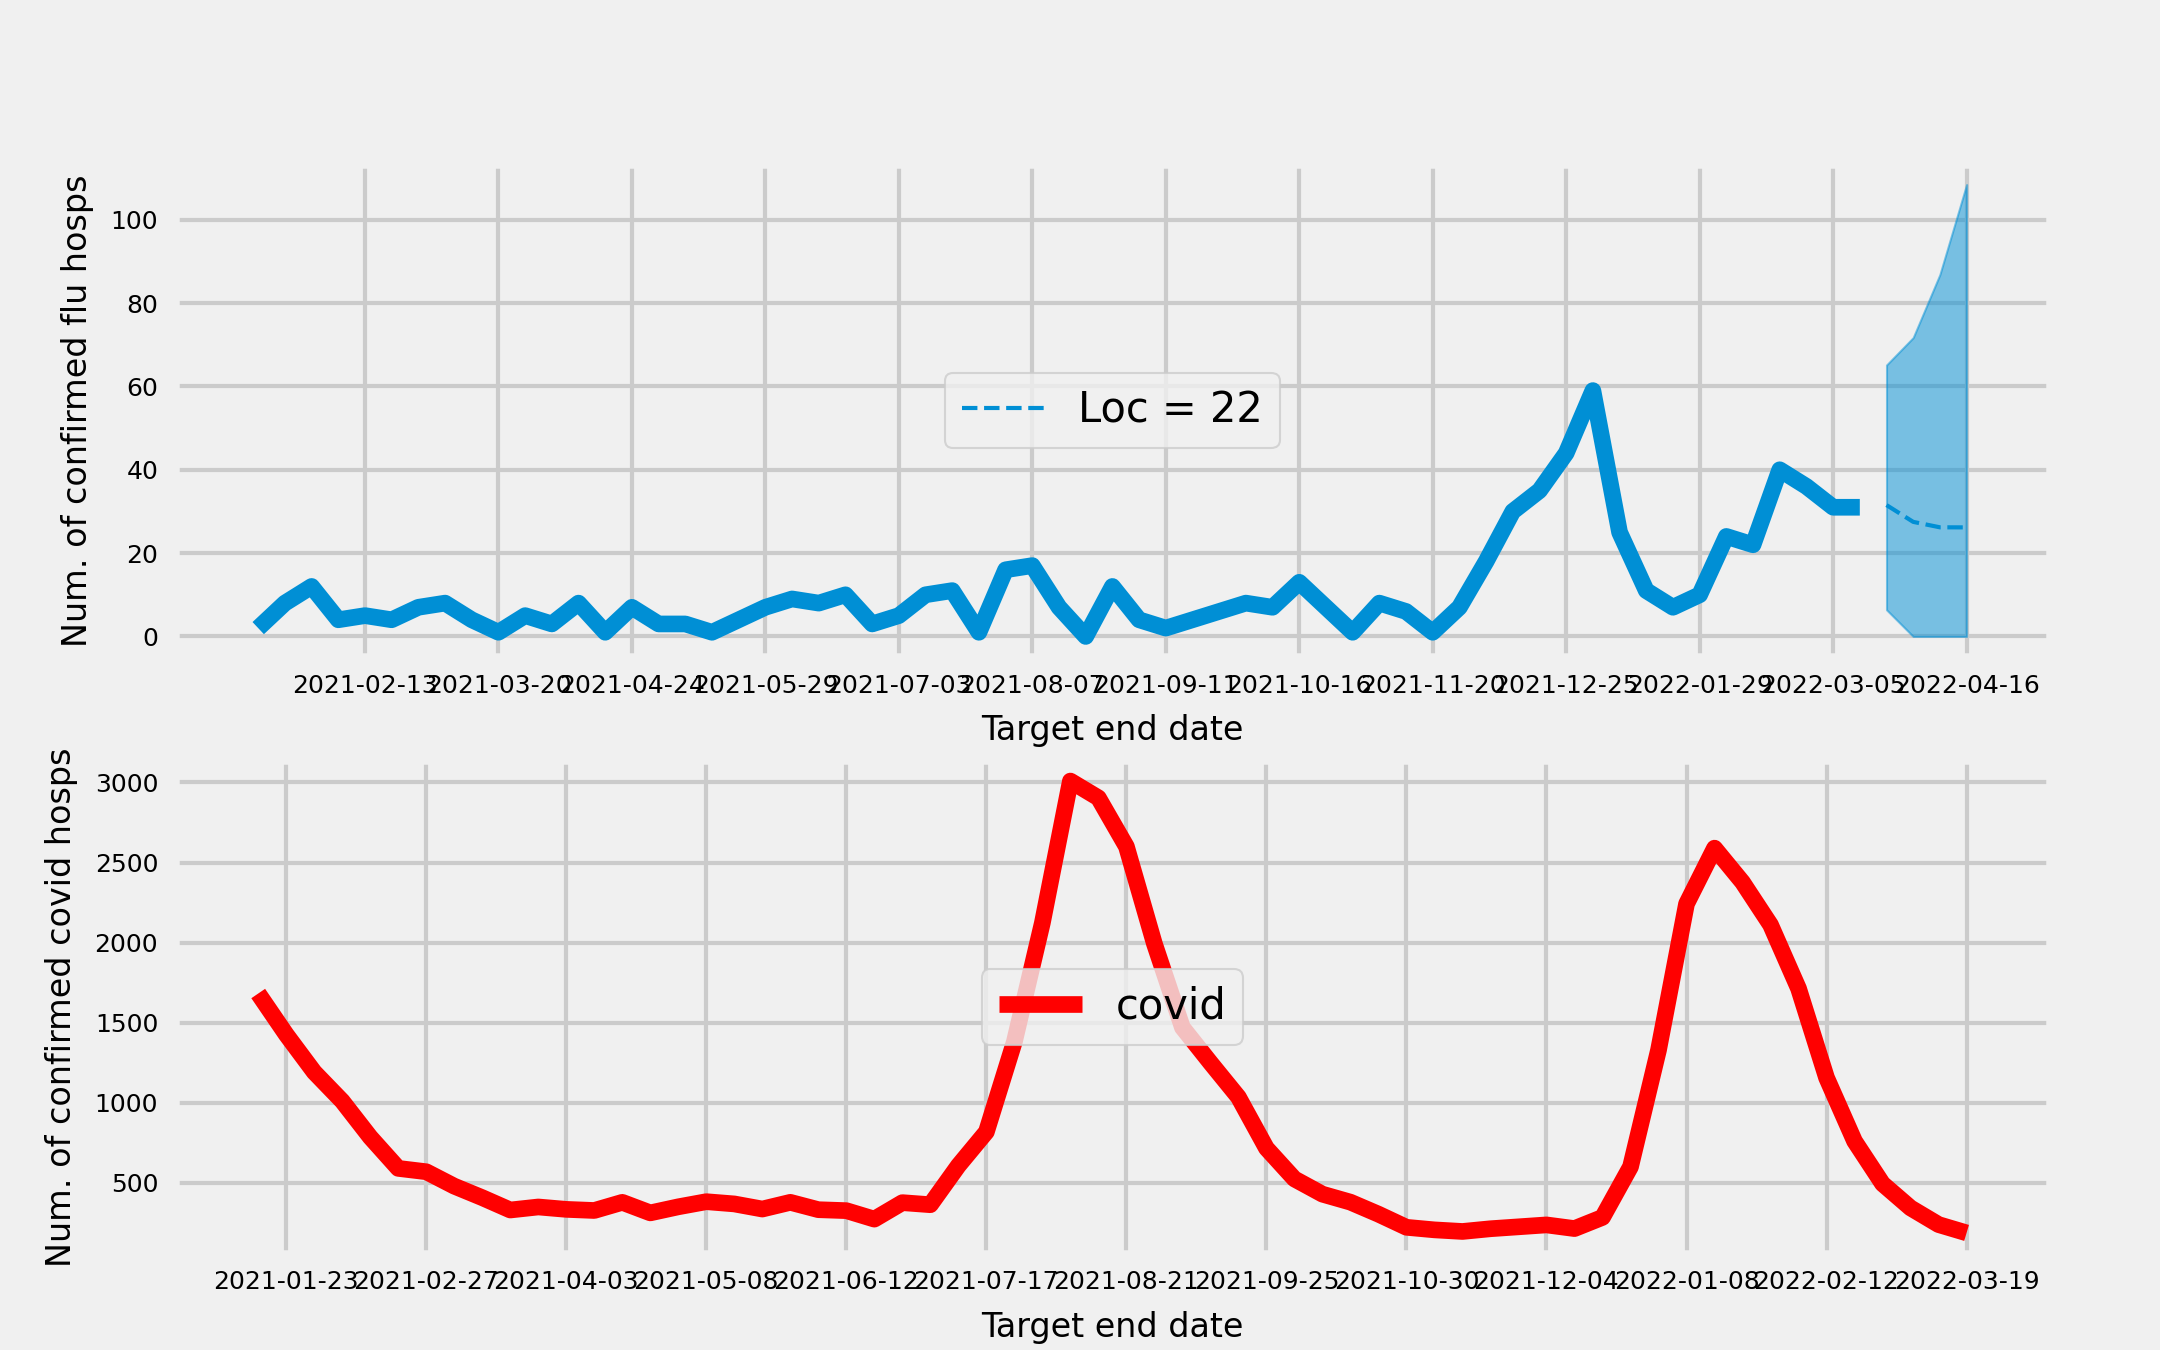 Num. of confirmed flu hosps
100
80
60
40
20
0
Loc = 22
2021-02-13 2021-03-20 2021-04-24 2021-05-29 2021-07-03 2021-08-07 2021-09-11 2021-10-16 2021-11-20 2021-12-25 2022-01-29 2022-03-05 2022-04-16
Target end date
Num. of confirmed covid hosps
3000
2500
2000
1500
1000
500
covid
2021-01-23 2021-02-27 2021-04-03 2021-05-08 2021-06-12 2021-07-17 2021-08-21 2021-09-25 2021-10-30 2021-12-04 2022-01-08 2022-02-12 2022-03-19
Target end date